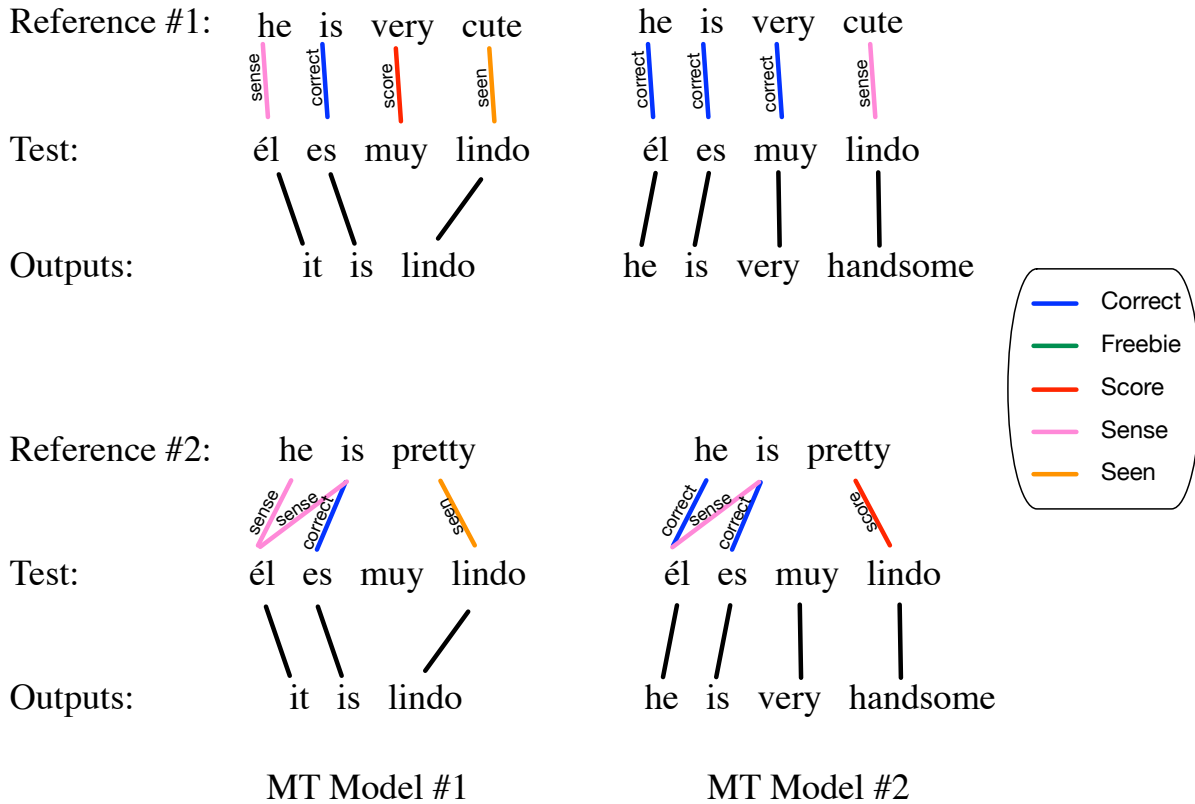 Reference #1: he is very cute he is very cute
sense correct score seen correct correct correct sense
Test: él es muy lindo él es muy lindo
Outputs: it is lindo he is very handsome
Correct
Freebie
Score
Sense
Seen
Reference #2: he is pretty he is pretty
sense sense correct seen correct sense correct score
Test: él es muy lindo él es muy lindo
Outputs: it is lindo he is very handsome
MT Model #1 MT Model #2